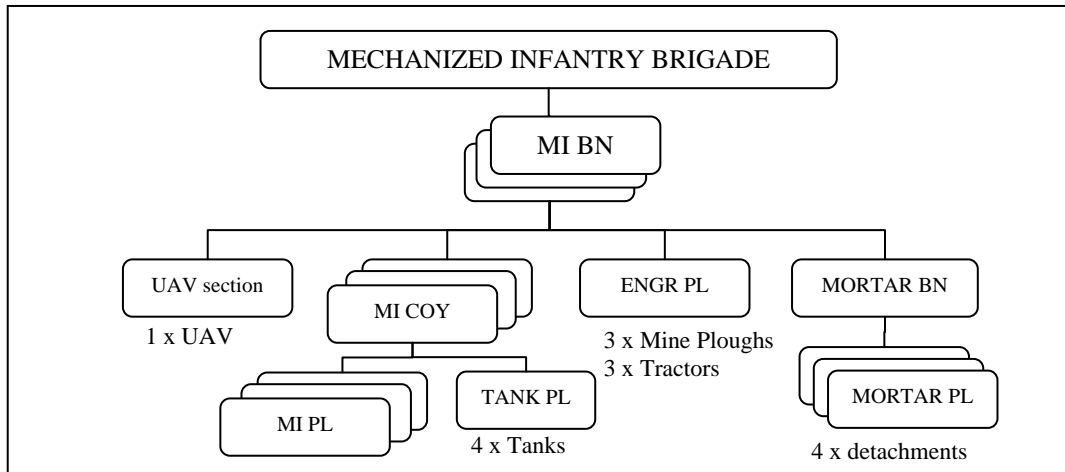 MECHANIZED INFANTRY BRIGADE
MI BN
UAV section
1 x UAV
MI COY
ENGR PL
3 x Mine Ploughs
3 x Tractors
MORTAR BN
MI PL
TANK PL
4 x Tanks
MORTAR PL
4 x detachments